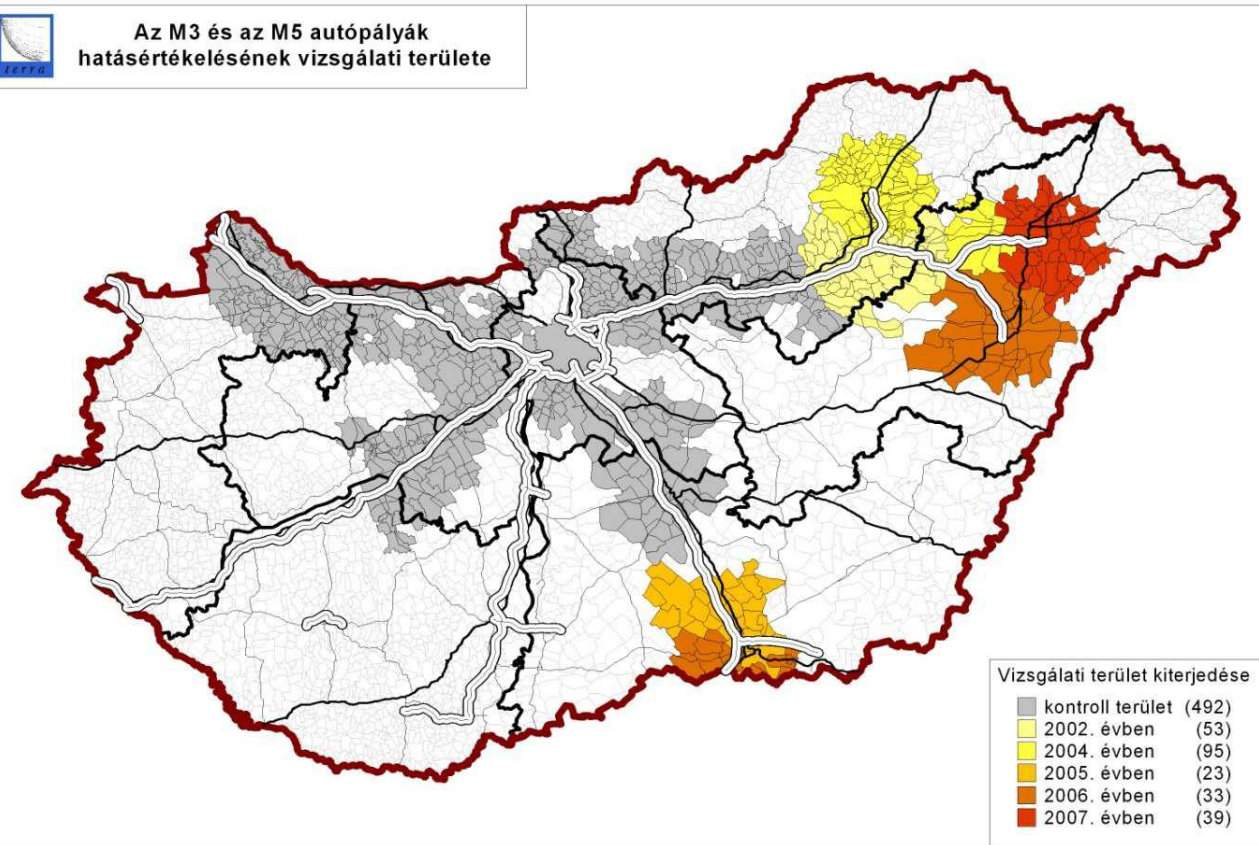 terra
Az M3 és az M5 autópályák
hatásértékelésének vizsgálati területe
Vizsgálati terület kiterjedése
kontroll terület (492)
2002. évben (53)
2004. évben (95)
2005. évben (23)
2006. évben (33)
2007. évben (39)